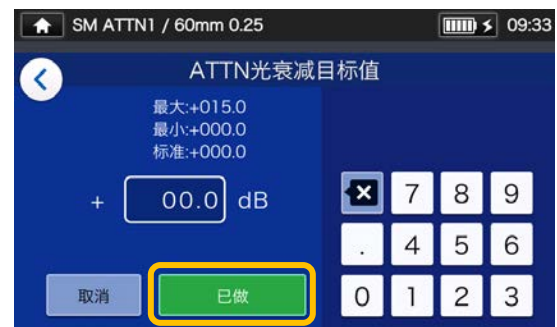 SM ATTN1 / 60mm 0.25
09:33
ATTN光衰减目标值
最大:+015.0
最小:+000.0
标准:+000.0
+ 00.0 dB
7 8 9
. 4 5 6
0 1 2 3
取消
已做